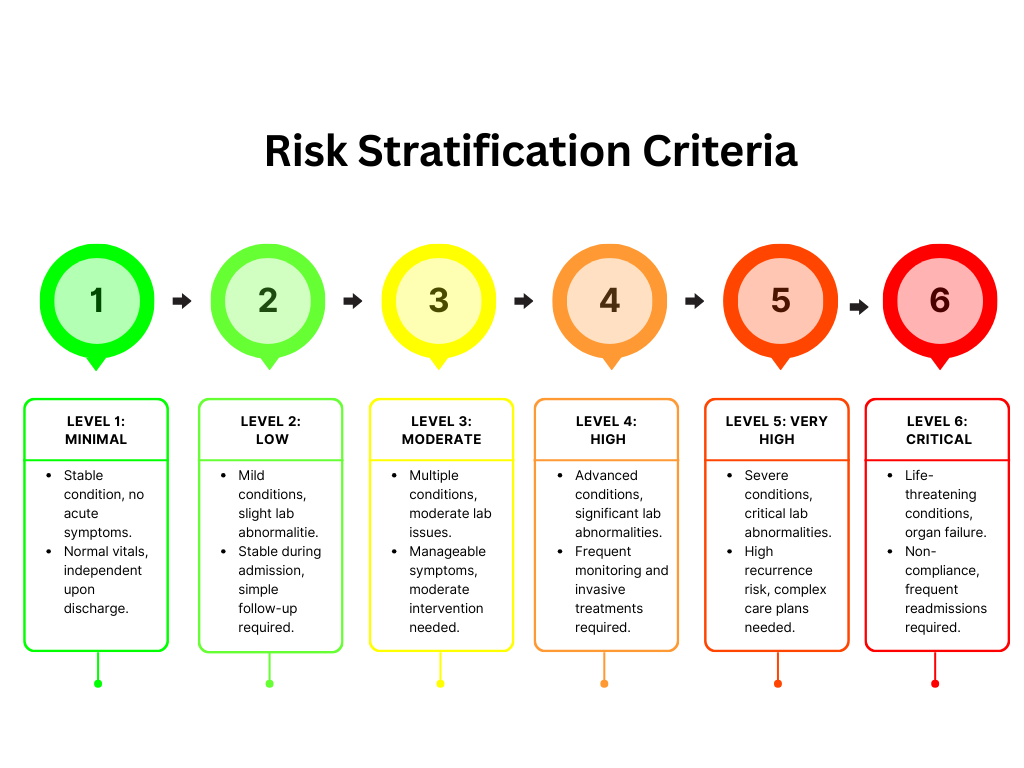 Risk Stratification Criteria
1
2
3
4
5
6
LEVEL 1:
MINIMAL
• Stable
condition, no
acute
symptoms.
• Normal vitals,
independent
upon
discharge.
LEVEL 2:
LOW
• Mild
conditions,
slight lab
abnormalitie.
• Stable during
admission,
simple
follow-up
required.
LEVEL 3:
MODERATE
• Multiple
conditions,
moderate lab
issues.
• Manageable
symptoms,
moderate
intervention
needed.
LEVEL 4:
HIGH
• Advanced
conditions,
significant lab
abnormalities.
• Frequent
monitoring and
invasive
treatments
required.
LEVEL 5: VERY
HIGH
• Severe
conditions,
critical lab
abnormalities.
• High
recurrence
risk, complex
care plans
needed.
LEVEL 6:
CRITICAL
• Life-
threatening
conditions,
organ failure.
• Non-
compliance,
frequent
readmissions
required.